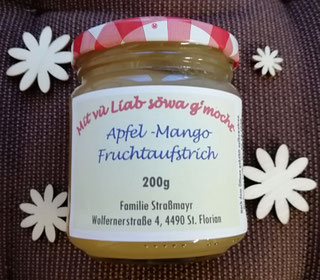 Mit vü Liab söwa g'mocht
Apfel -Mango
Fruchtaufstrich
200g
Familie Straßmayr
Wolfernerstraße 4, 4490 St. Florian